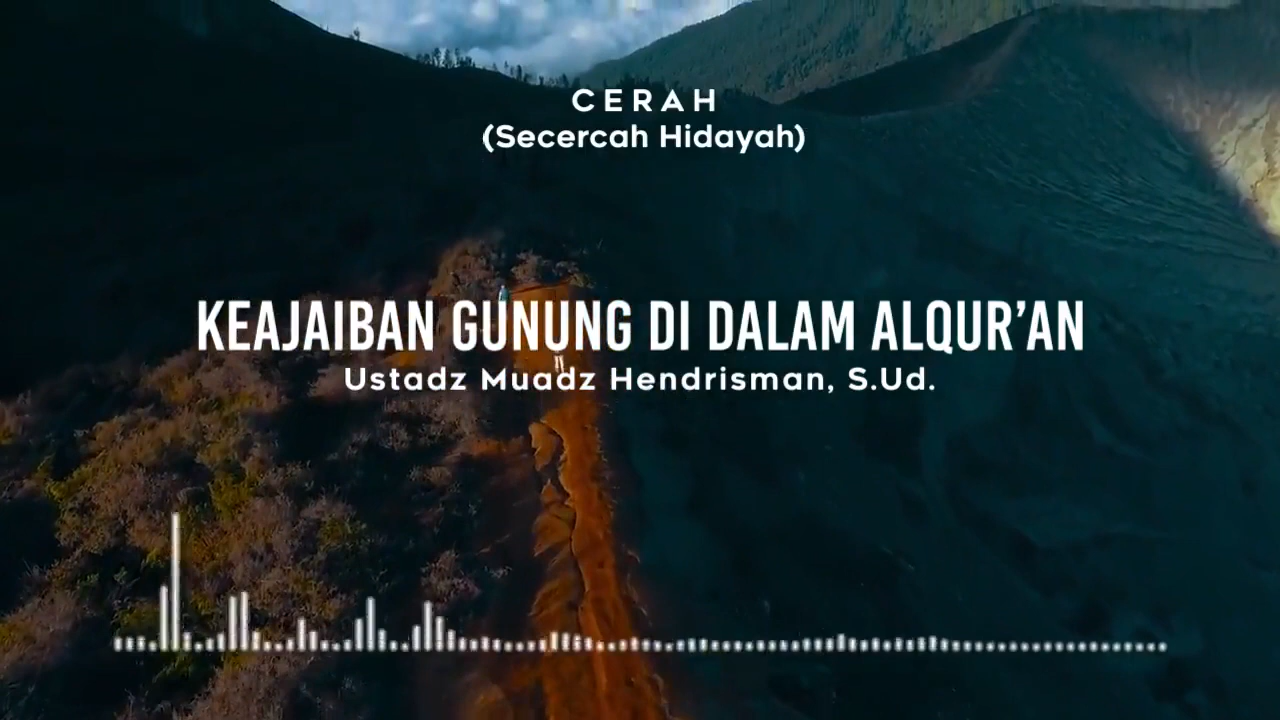 CERAH
(Secercah Hidayah)
KEAJAIBAN GUNUNG DI DALAM ALQUR’AN
Ustadz Muadz Hendrisman, S.Ud.